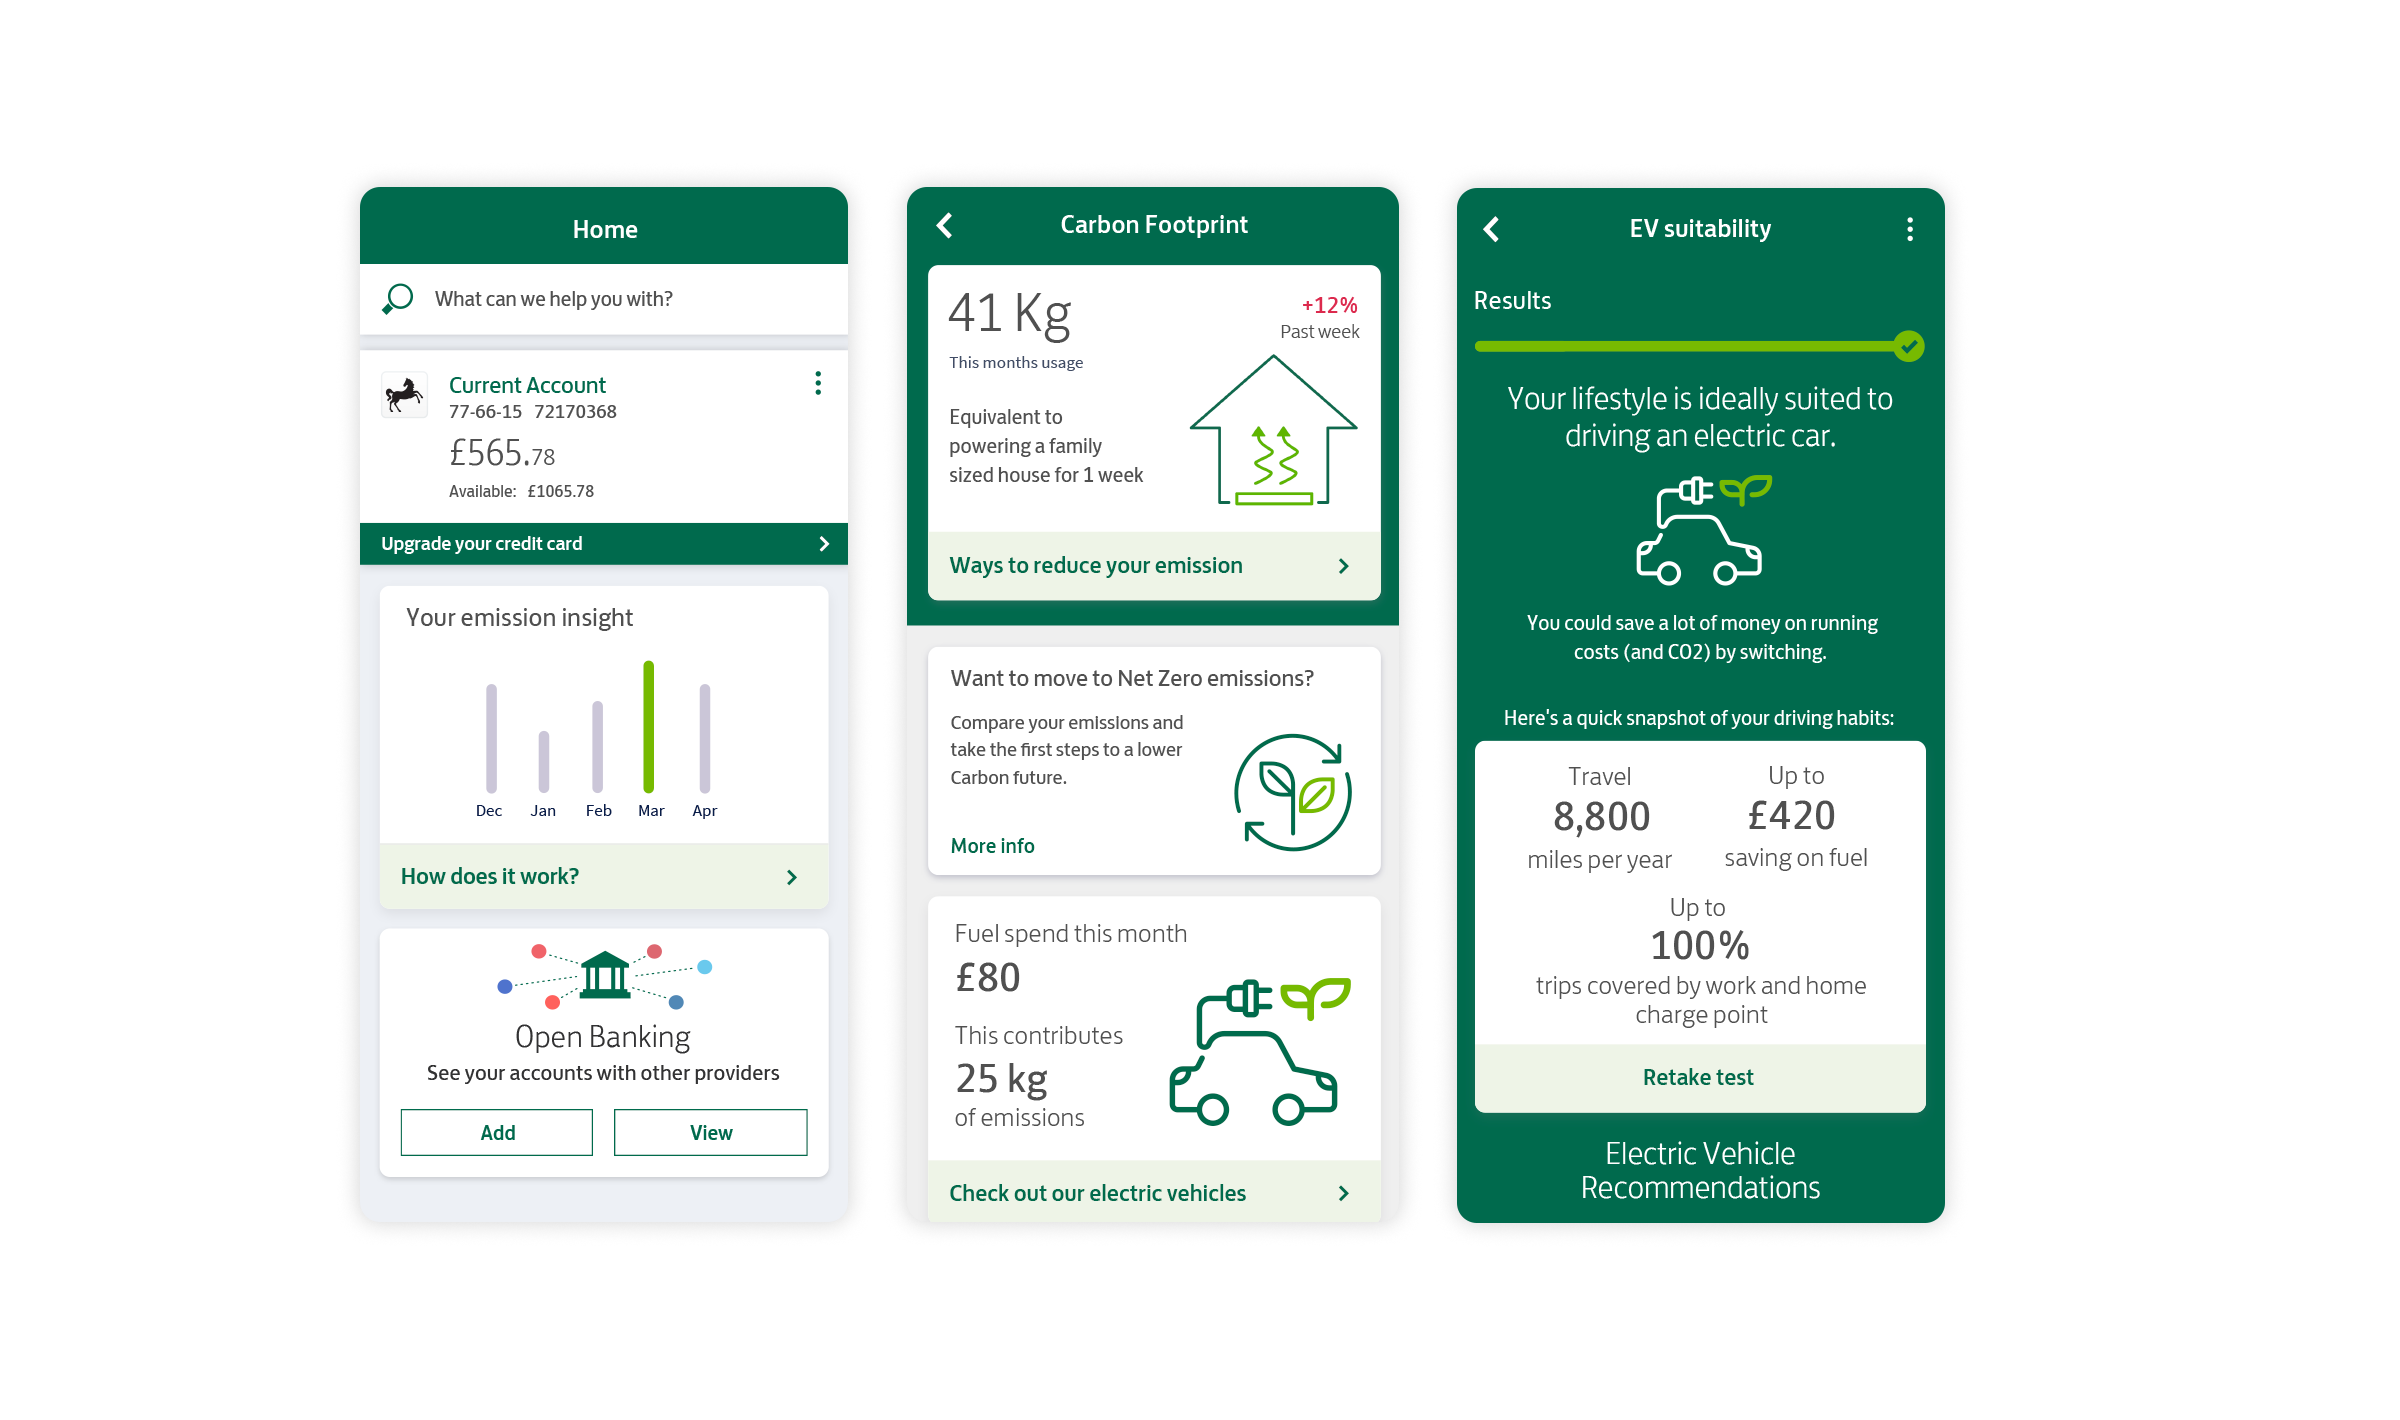 Home
What can we help you with?
Current Account
77-66-15 72170368
£565.78
Available: £1065.78
Upgrade your credit card
Your emission insight
Dec Jan Feb Mar Apr
How does it work?
Open Banking
See your accounts with other providers
Add View
Carbon Footprint
41 Kg
+12%
Past week
This months usage
Equivalent to
powering a family
sized house for 1 week
Ways to reduce your emission
Want to move to Net Zero emissions?
Compare your emissions and
take the first steps to a lower
Carbon future.
More info
Fuel spend this month
£80
This contributes
25 kg
of emissions
Check out our electric vehicles
EV suitability
Results
Your lifestyle is ideally suited to
driving an electric car.
You could save a lot of money on running
costs (and CO2) by switching.
Here's a quick snapshot of your driving habits:
Travel
8,800
miles per year
Up to
£420
saving on fuel
Up to
100%
trips covered by work and home
charge point
Retake test
Electric Vehicle
Recommendations